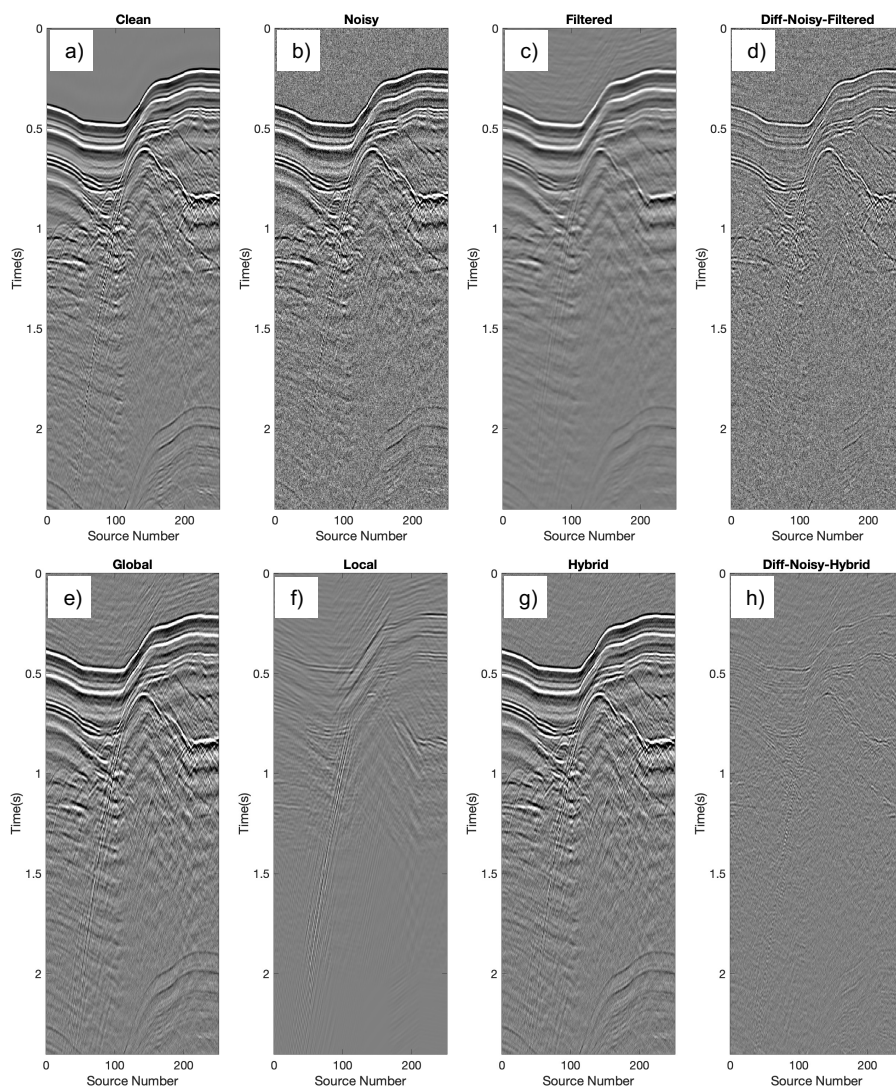 Clean
Noisy
Filtered
Diff-Noisy-Filtered
a)
b)
c)
d)
0
0.5
1
1.5
2
Time(s)
0
100
200
Source Number
0
0.5
1
1.5
2
Time(s)
0
100
200
Source Number
0
0.5
1
1.5
2
Time(s)
0
100
200
Source Number
0
0.5
1
1.5
2
Time(s)
0
100
200
Source Number
Global
Local
Hybrid
Diff-Noisy-Hybrid
e)
f)
g)
h)
0
0.5
1
1.5
2
Time(s)
0
100
200
Source Number
0
0.5
1
1.5
2
Time(s)
0
100
200
Source Number
0
0.5
1
1.5
2
Time(s)
0
100
200
Source Number
0
0.5
1
1.5
2
Time(s)
0
100
200
Source Number